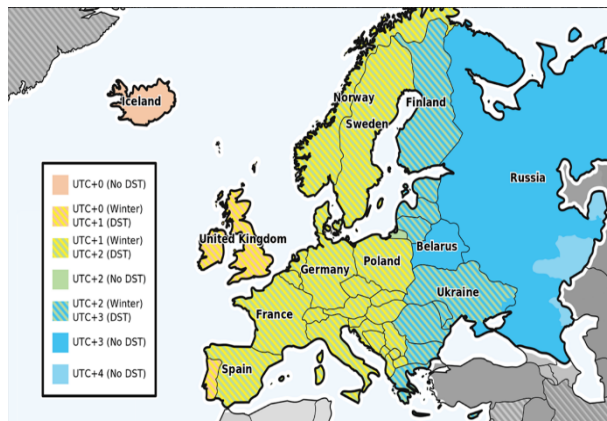 Iceland
Norway
Sweden
Finland
Russia
United Kingdom
Belarus
Poland
Germany
Ukraine
France
Spain
UTC+0 (No DST)
UTC+0 (Winter)
UTC+1 (DST)
UTC+1 (Winter)
UTC+2 (DST)
UTC+2 (No DST)
UTC+2 (Winter)
UTC+3 (DST)
UTC+3 (No DST)
UTC+4 (No DST)